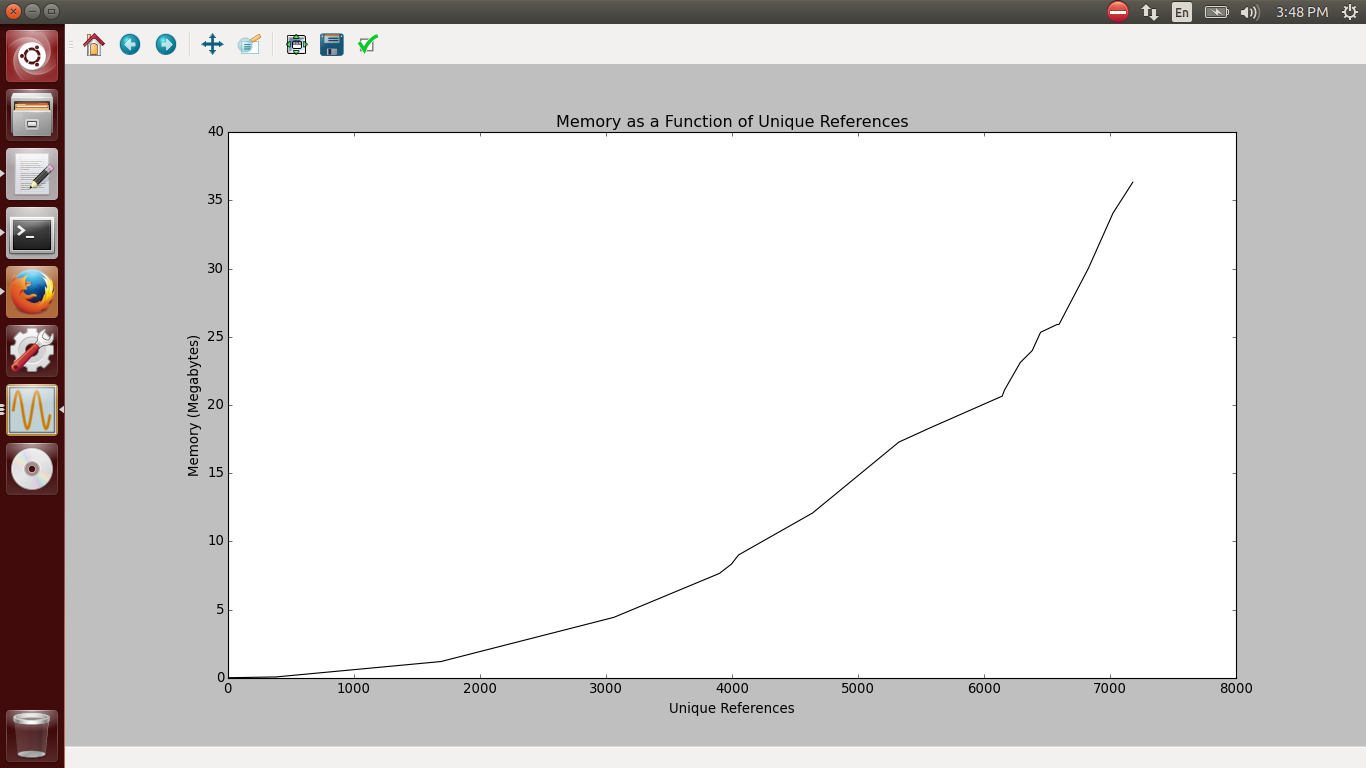 En
3:48 PM
Memory as a Function of Unique References
40
35
30
25
20
15
10
5
0
Memory (Megabytes)
0 1000 2000 3000 4000 5000 6000 7000 8000
Unique References
>_